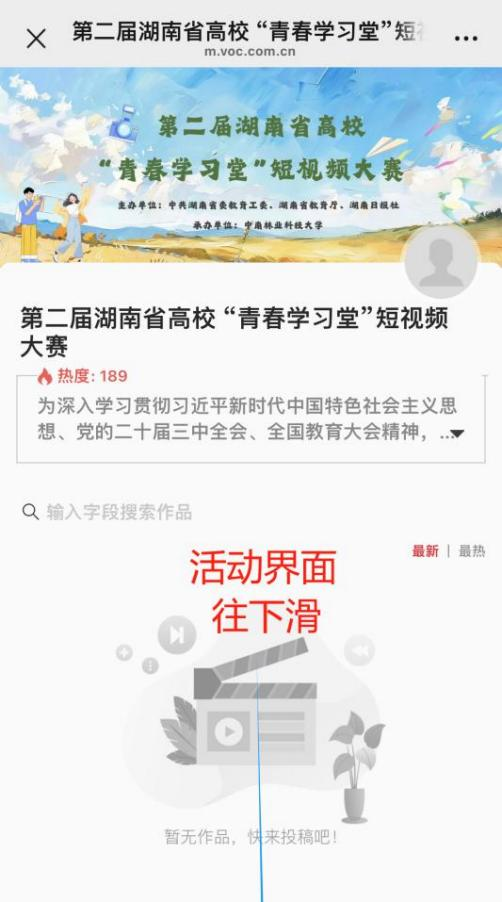 第二届湖南省高校“青春学习堂”短
m.voc.com.cn
第二届湖南省高校
“青春学习堂”短视频大赛
主办单位：中共湖南省委教育工委、湖南省教育厅、湖南日报社
承办单位：中南林业科技大学
第二届湖南省高校“青春学习堂”短视频
大赛
热度: 189
为深入学习贯彻习近平新时代中国特色社会主义思
想、党的二十届三中全会、全国教育大会精神，...
输入字段搜索作品
最新 | 最热
活动界面
往下滑
暂无作品，快来投稿吧！